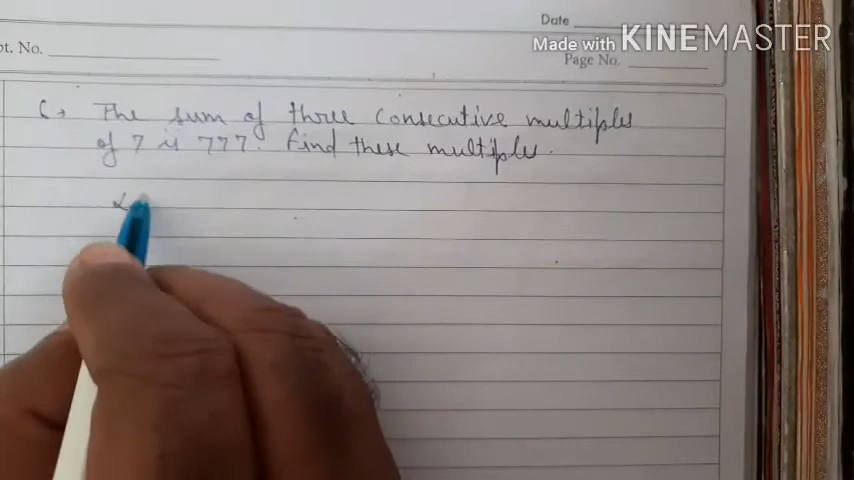 Date
Made with KINEMASTER
pt. No.
Page No.
6→ The sum of three consecutive multiples
of 7 is 777. Find these multiples.